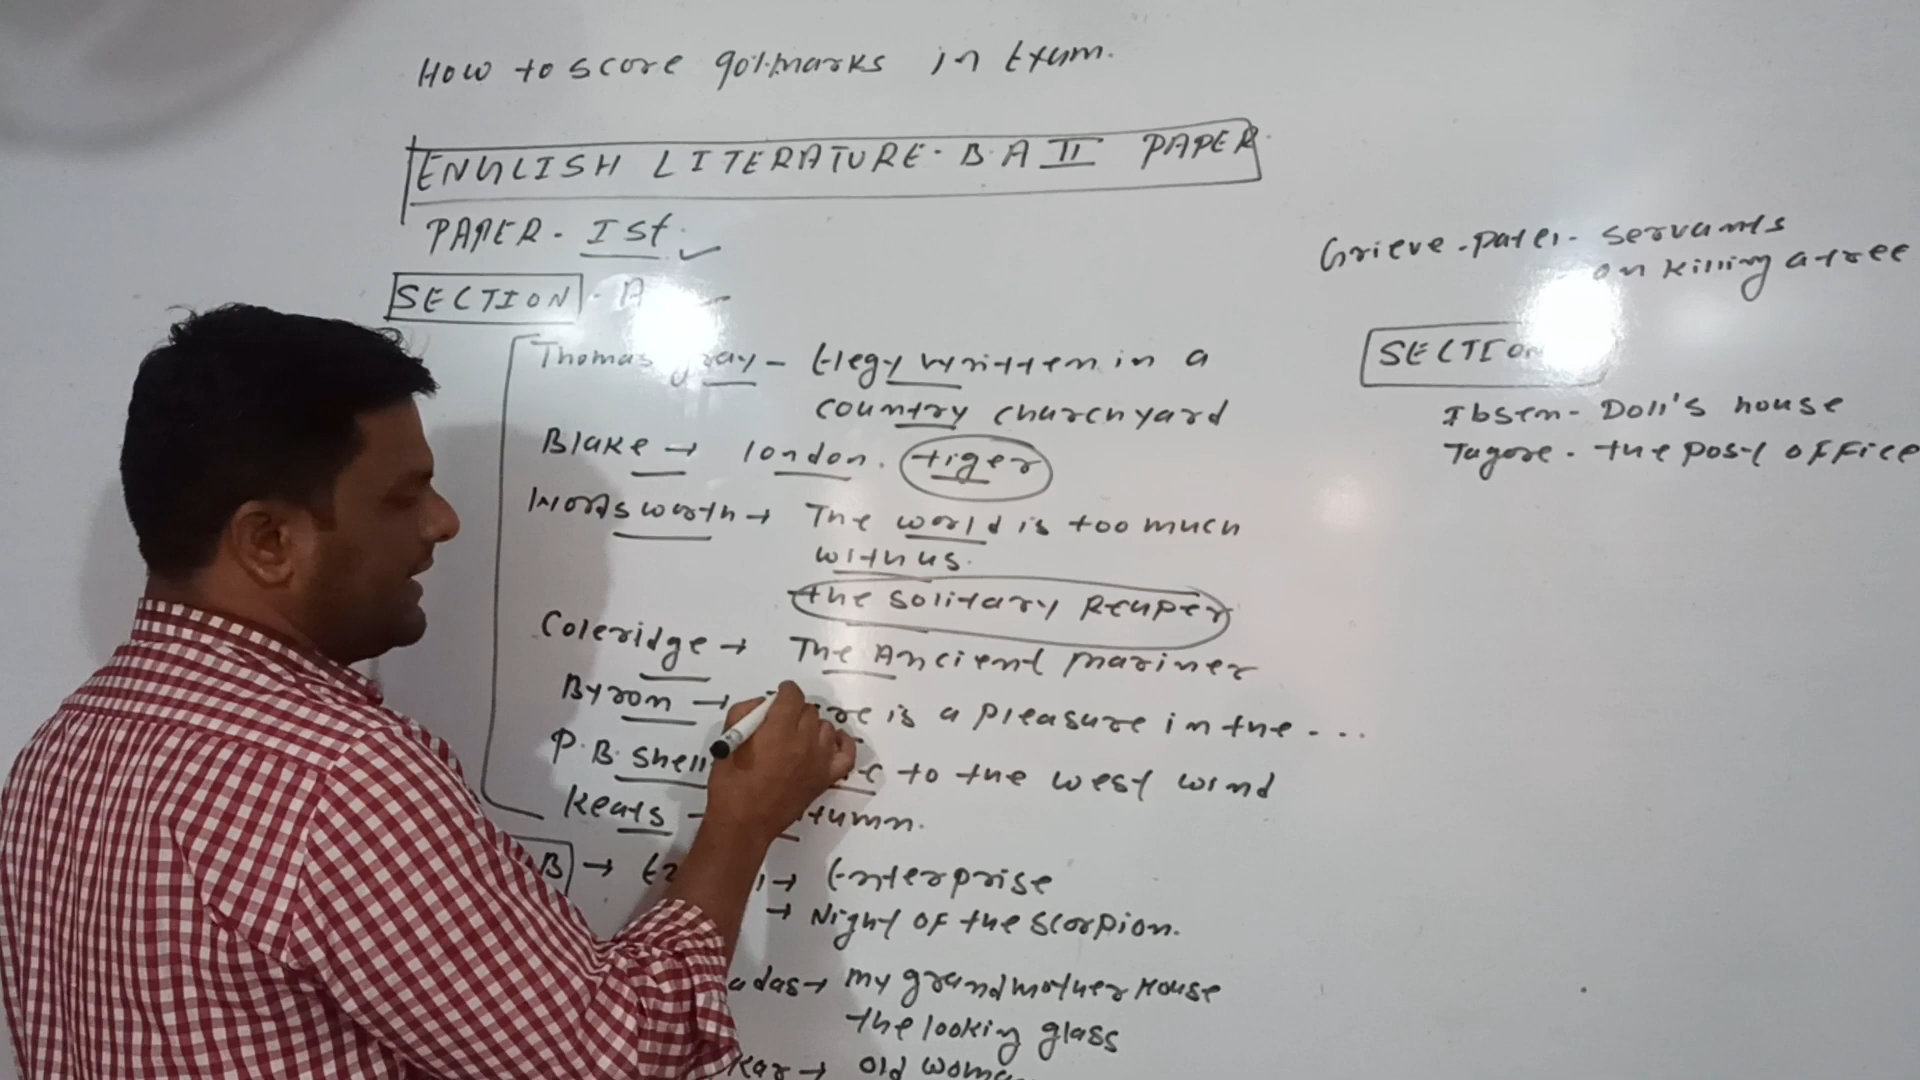 How to score 90% marks in Exam.
ENGLISH LITERATURE. B.A II PAPER
PAPER - Ist.
SECTION - A
Thomas gray - Elegy written in a
country churchyard
Blake → london. tiger
Wordsworth → The world is too much
with us.
the solitary Reaper
Coleridge → The Ancient mariner
Byron → is a pleasure in the ...
P. B. Shell to the west wind
Keats - tumn.
B → Ez → Enterprise
→ Night of the scorpion.
adas → my grandmother House
the looking glass
kar → old woma
Grieve - patel - servants
on killing a tree
SECTION
Ibsen - Doll's house
Tagore - the post office